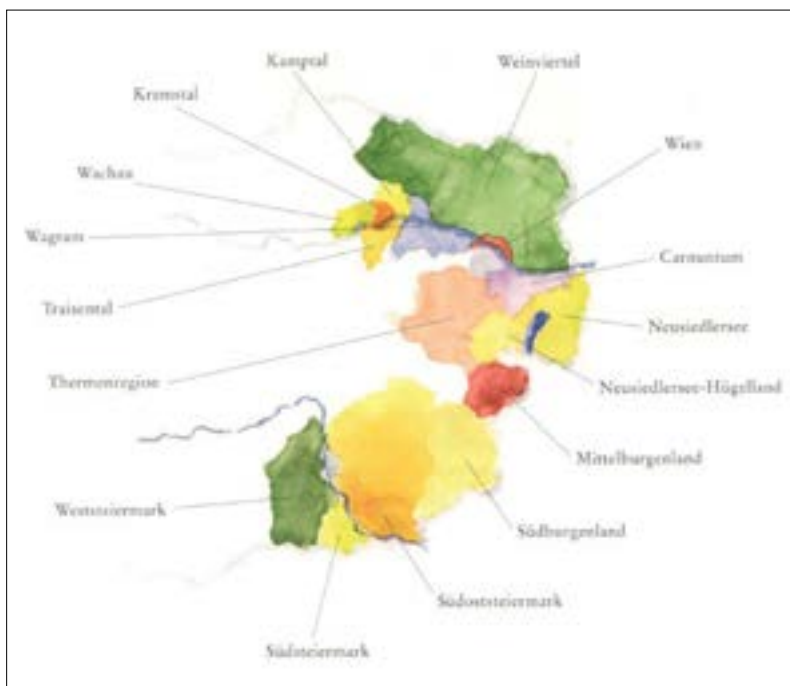 Kamptal
Weinviertel
Kremstal
Wien
Wachau
Wagram
Carnuntum
Traisental
Neusiedlersee
Thermenregion
Neusiedlersee-Hügelland
Mittelburgenland
Weststeiermark
Südburgenland
Südoststeiermark
Südsteiermark